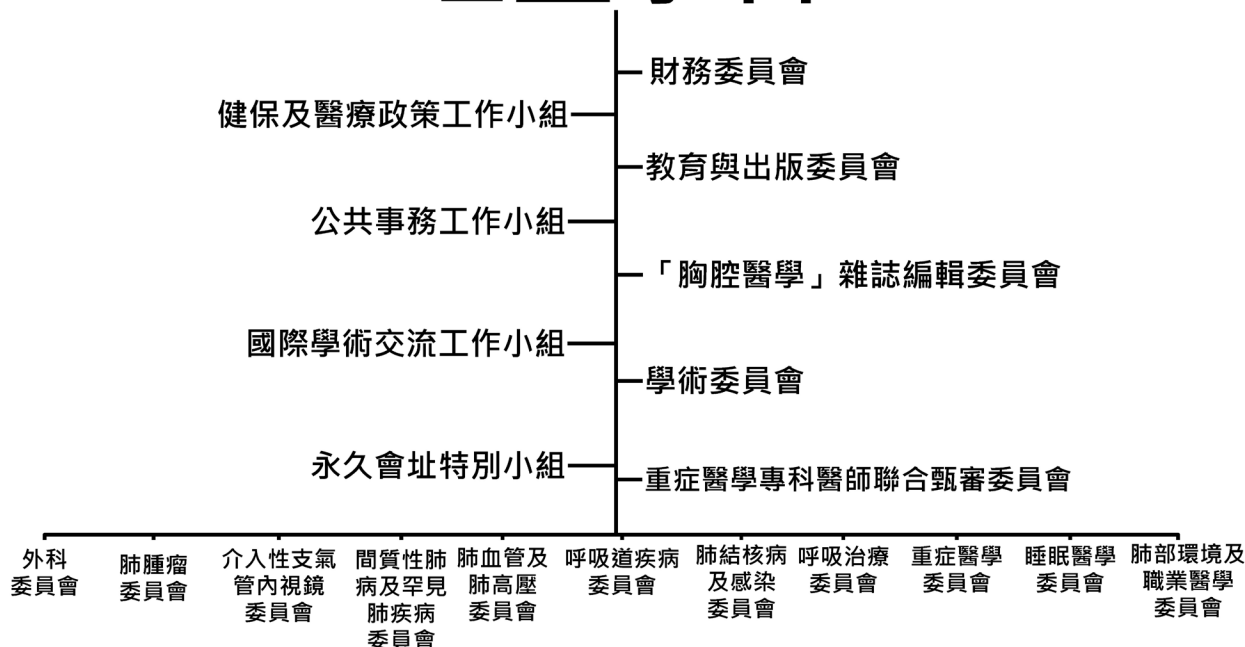 財務委員會
健保及醫療政策工作小組
教育與出版委員會
公共事務工作小組
「胸腔醫學」雜誌編輯委員會
國際學術交流工作小組
學術委員會
永久會址特別小組
重症醫學專科醫師聯合甄審委員會
外科
委員會
肺腫瘤
委員會
介入性支氣
管內視鏡
委員會
間質性肺
病及罕見
肺疾病
委員會
肺血管及
肺高壓
委員會
呼吸道疾病
委員會
肺結核病
及感染
委員會
呼吸治療
委員會
重症醫學
委員會
睡眠醫學
委員會
肺部環境及
職業醫學
委員會